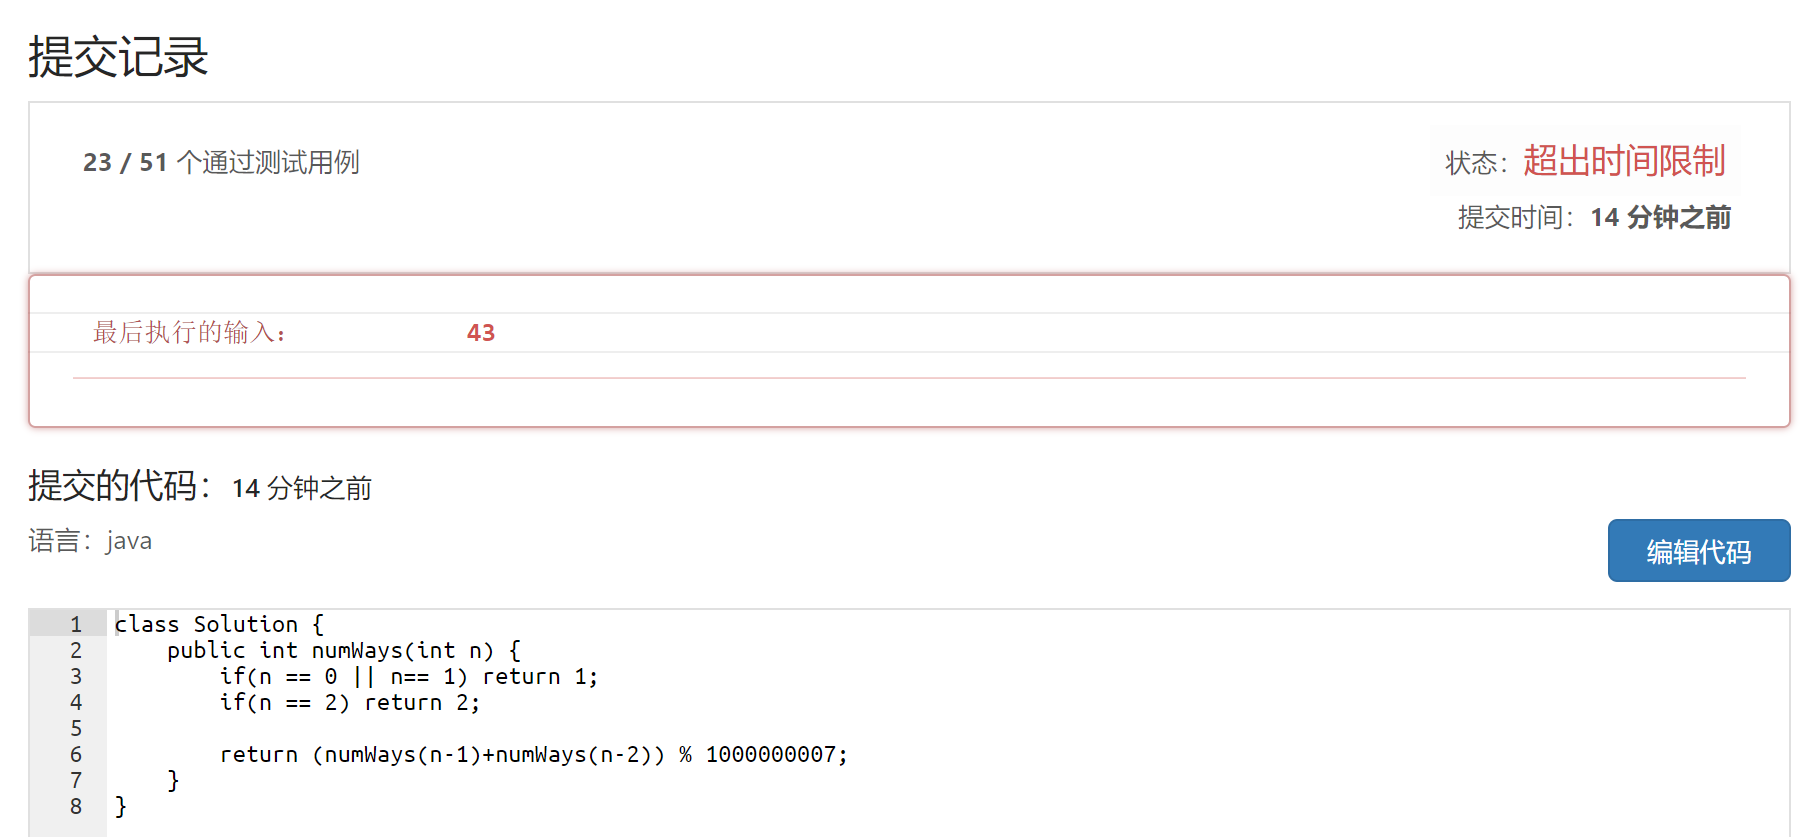 提交记录
23 / 51 个通过测试用例
状态：超出时间限制
提交时间：14 分钟之前
最后执行的输入： 43
提交的代码：14 分钟之前
语言：java
编辑代码
1 class Solution {
2     public int numWays(int n) {
3         if(n == 0 || n== 1) return 1;
4         if(n == 2) return 2;
5
6         return (numWays(n-1)+numWays(n-2)) % 1000000007;
7     }
8 }